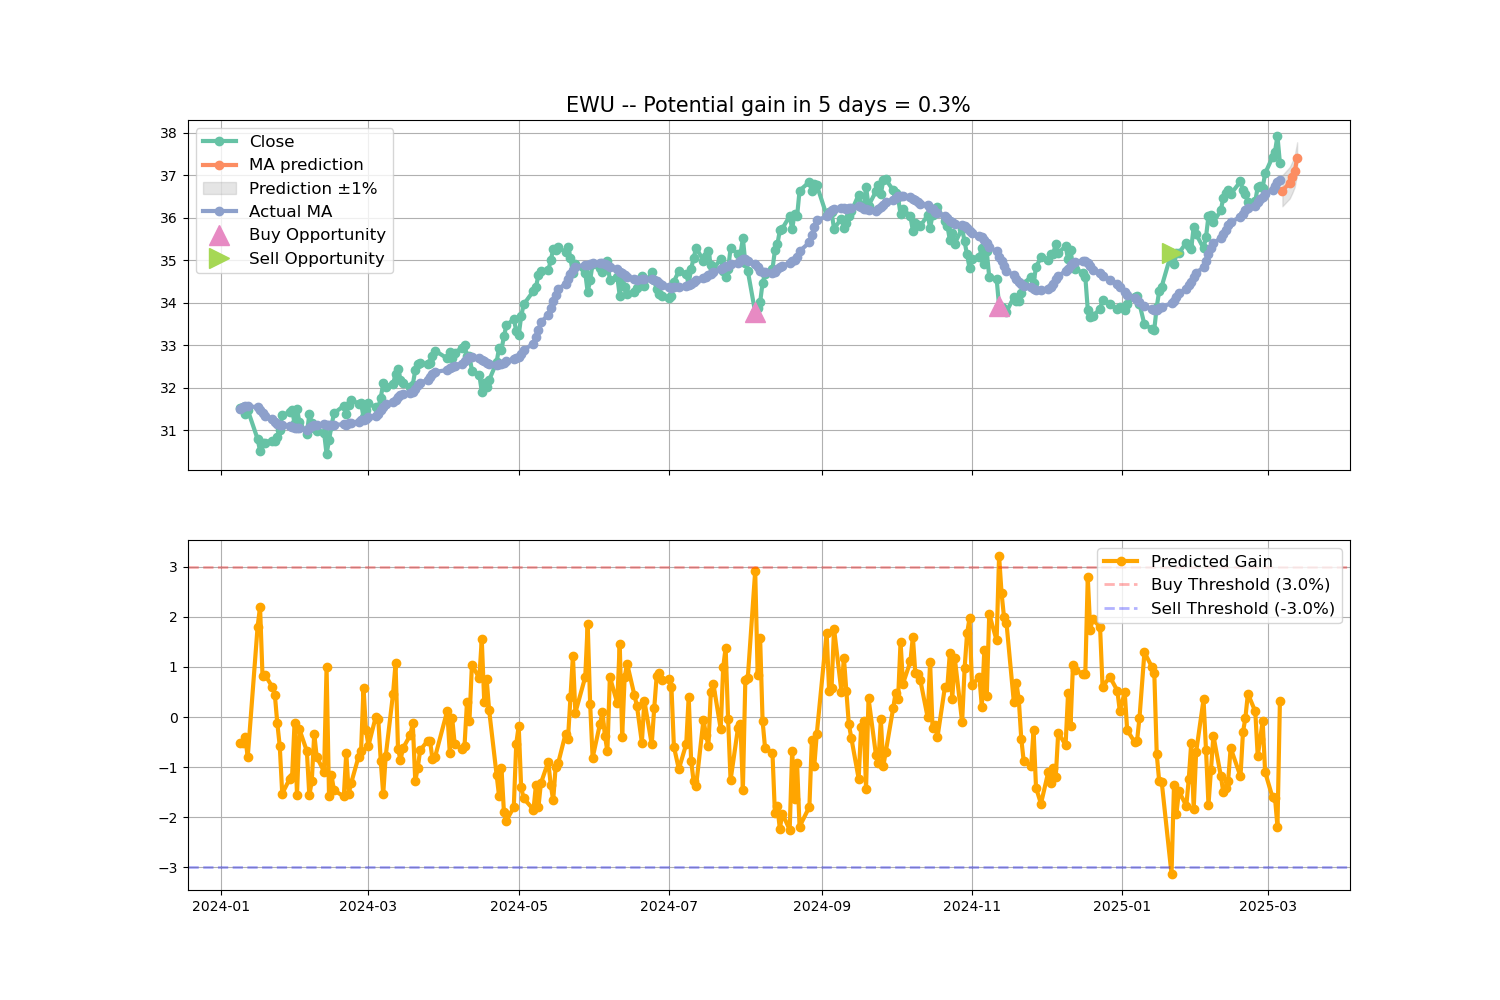 EWU -- Potential gain in 5 days = 0.3%
38
37
36
35
34
33
32
31
Close
MA prediction
Prediction ±1%
Actual MA
Buy Opportunity
Sell Opportunity
3
2
1
0
−1
−2
−3
Predicted Gain
Buy Threshold (3.0%)
Sell Threshold (-3.0%)
2024-01 2024-03 2024-05 2024-07 2024-09 2024-11 2025-01 2025-03